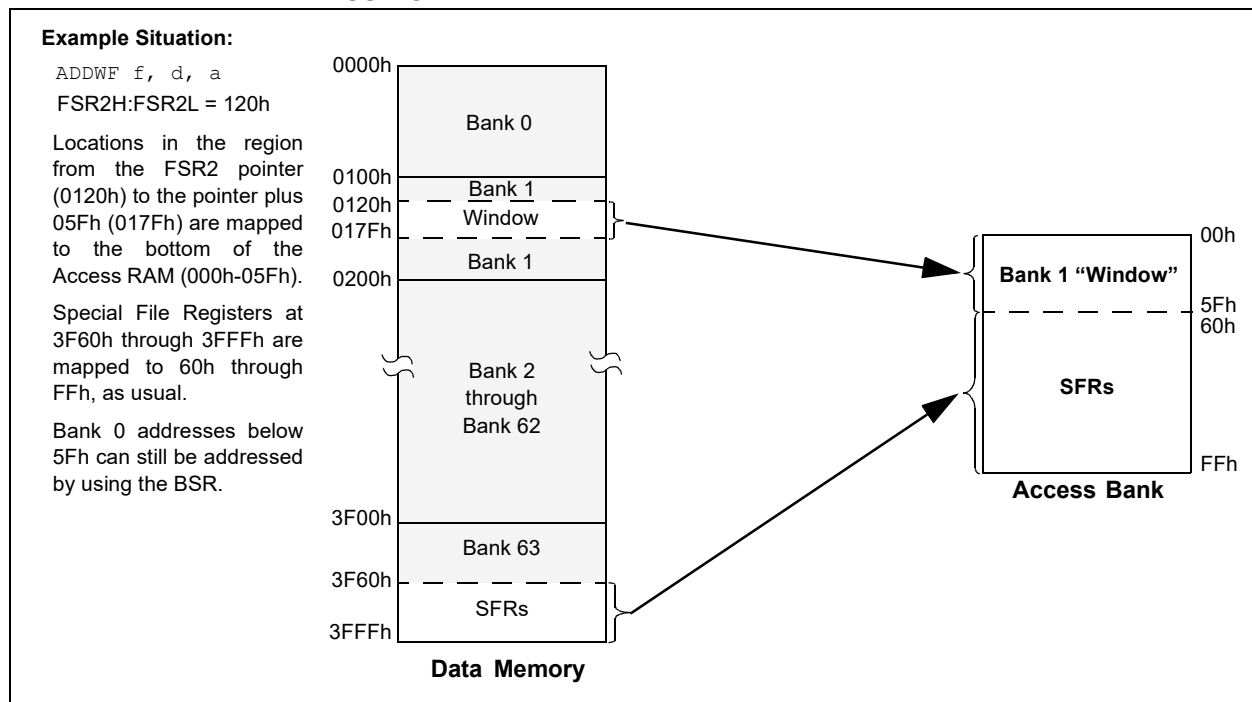 Example Situation:
ADDWF f, d, a
FSR2H:FSR2L = 120h
Locations in the region
from the FSR2 pointer
(0120h) to the pointer plus
05Fh (017Fh) are mapped
to the bottom of the
Access RAM (000h-05Fh).
Special File Registers at
3F60h through 3FFFh are
mapped to 60h through
FFh, as usual.
Bank 0 addresses below
5Fh can still be addressed
by using the BSR.
0000h
Bank 0
0100h
Bank 1
0120h
Window
017Fh
Bank 1
0200h
Bank 2
through
Bank 62
3F00h
Bank 63
3F60h
SFRs
3FFFh
Data Memory
00h
Bank 1 “Window”
5Fh
60h
SFRs
FFh
Access Bank